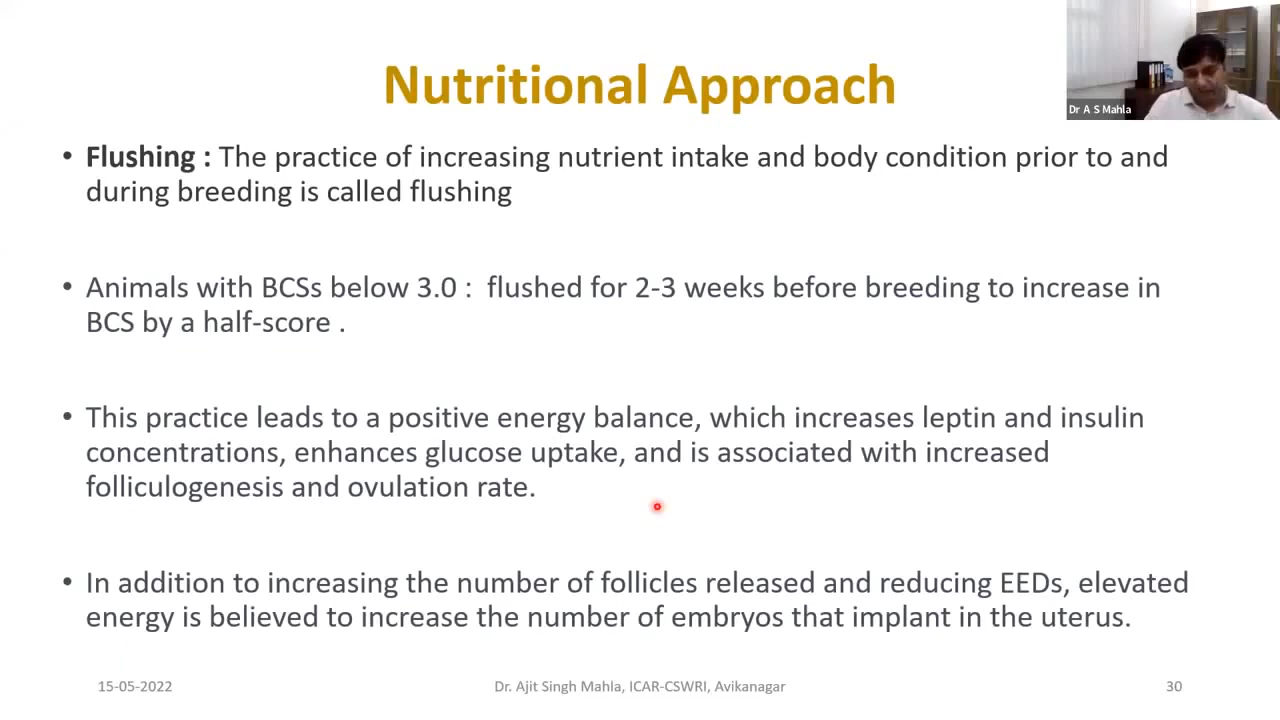 Nutritional Approach
Dr A S Mahla
• Flushing : The practice of increasing nutrient intake and body condition prior to and
during breeding is called flushing
• Animals with BCSs below 3.0 : flushed for 2-3 weeks before breeding to increase in
BCS by a half-score .
• This practice leads to a positive energy balance, which increases leptin and insulin
concentrations, enhances glucose uptake, and is associated with increased
folliculogenesis and ovulation rate.
• In addition to increasing the number of follicles released and reducing EEDs, elevated
energy is believed to increase the number of embryos that implant in the uterus.
15-05-2022
Dr. Ajit Singh Mahla, ICAR-CSWRI, Avikanagar
30